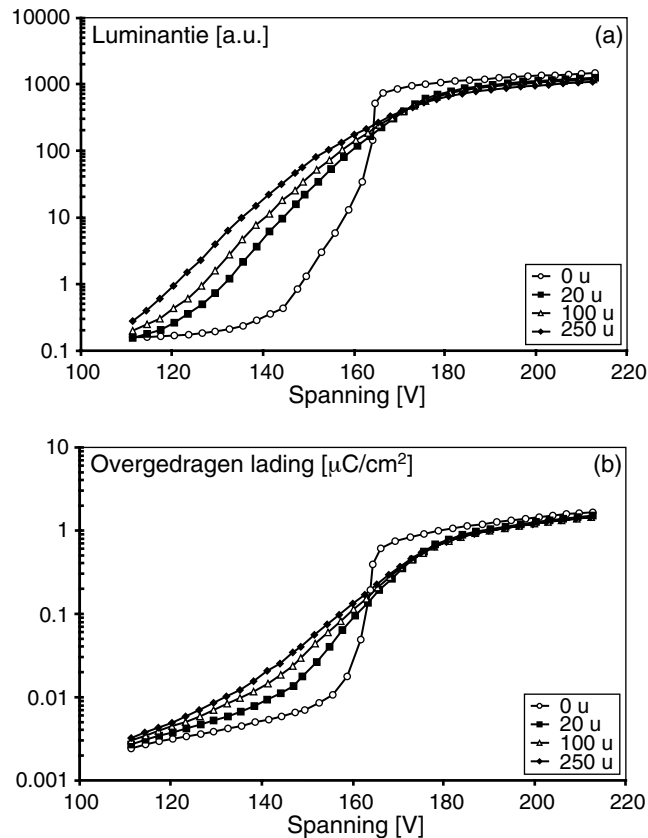 10000
Luminantie [a.u.]
(a)
1000
100
10
1
0.1
0 u
20 u
100 u
250 u
100 120 140 160 180 200 220
Spanning [V]
10
Overgedragen lading [μC/cm²]
(b)
1
0.1
0.01
0.001
0 u
20 u
100 u
250 u
100 120 140 160 180 200 220
Spanning [V]